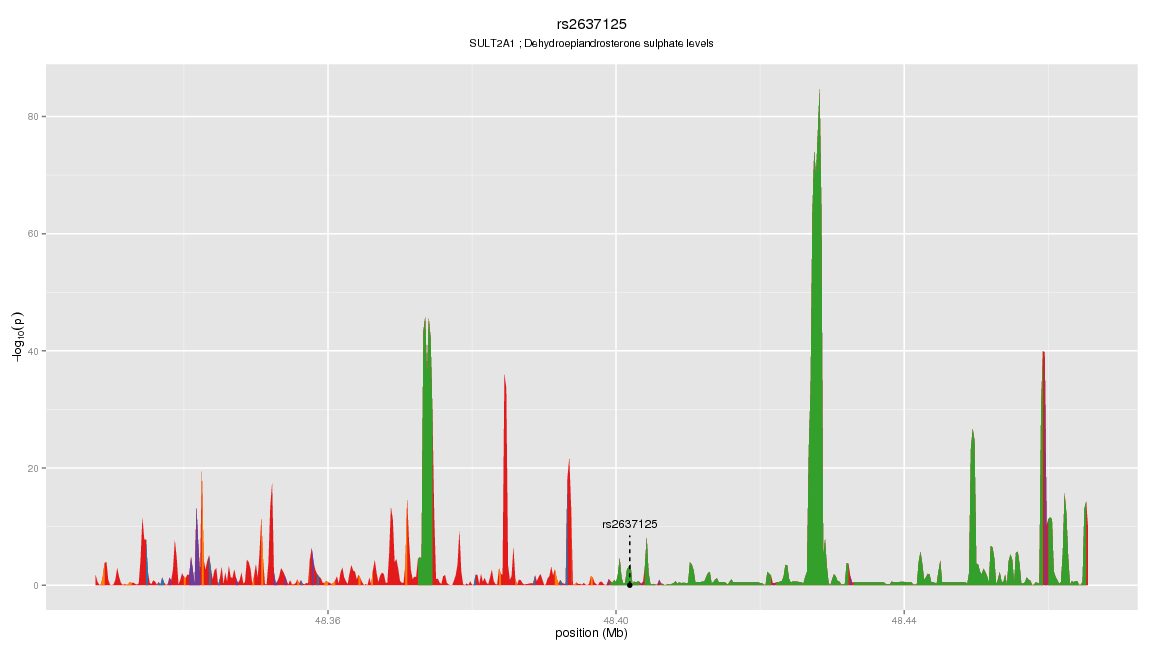 rs2637125
SULT2A1 ; Dehydroepiandrosterone sulphate levels
80
60
40
20
0
−log10(p)
rs2637125
48.36
48.40
48.44
position (Mb)